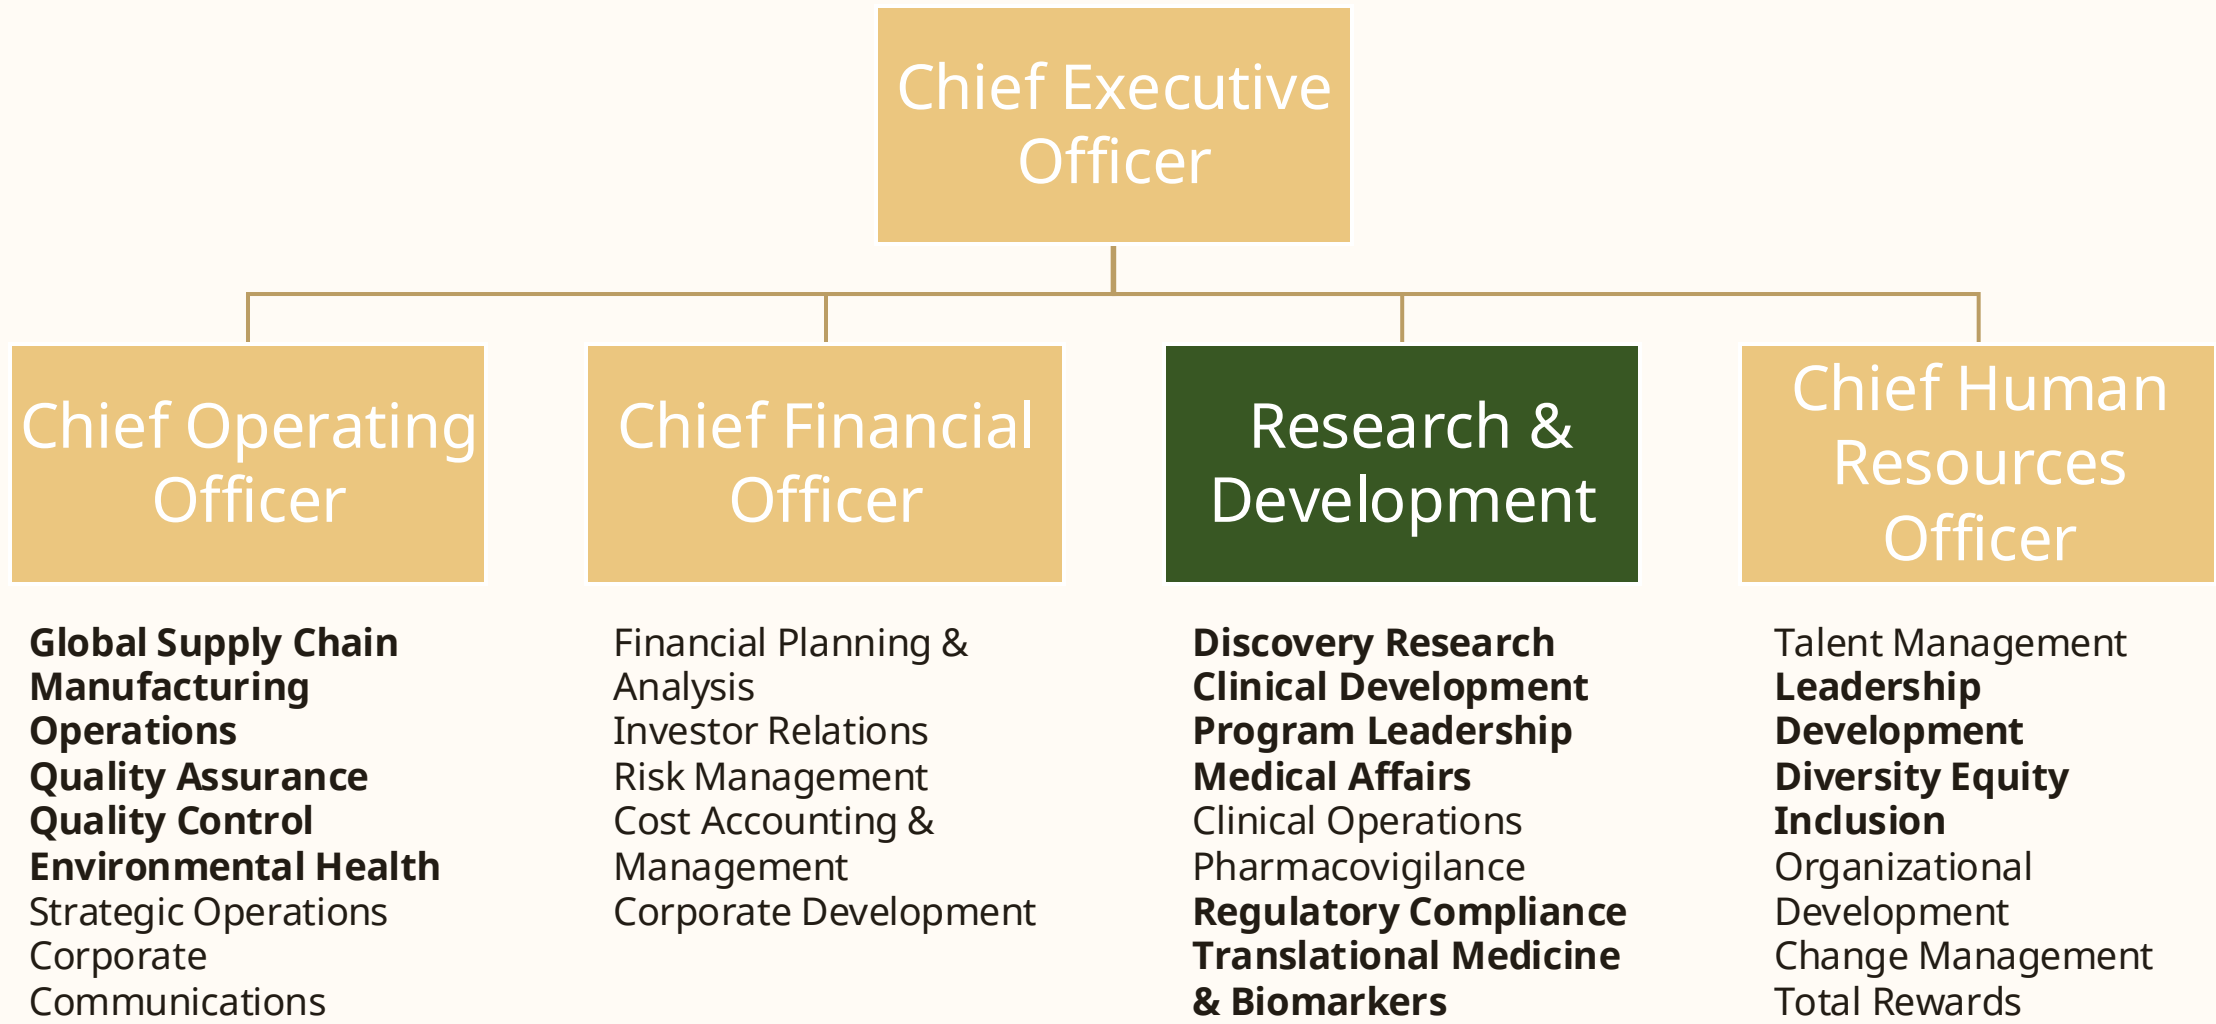 Chief Executive
Officer
Chief Operating
Officer
Chief Financial
Officer
Research &
Development
Chief Human
Resources
Officer
Global Supply Chain
Manufacturing
Operations
Quality Assurance
Quality Control
Environmental Health
Strategic Operations
Corporate
Communications
Financial Planning &
Analysis
Investor Relations
Risk Management
Cost Accounting &
Management
Corporate Development
Discovery Research
Clinical Development
Program Leadership
Medical Affairs
Clinical Operations
Pharmacovigilance
Regulatory Compliance
Translational Medicine
& Biomarkers
Talent Management
Leadership
Development
Diversity Equity
Inclusion
Organizational
Development
Change Management
Total Rewards